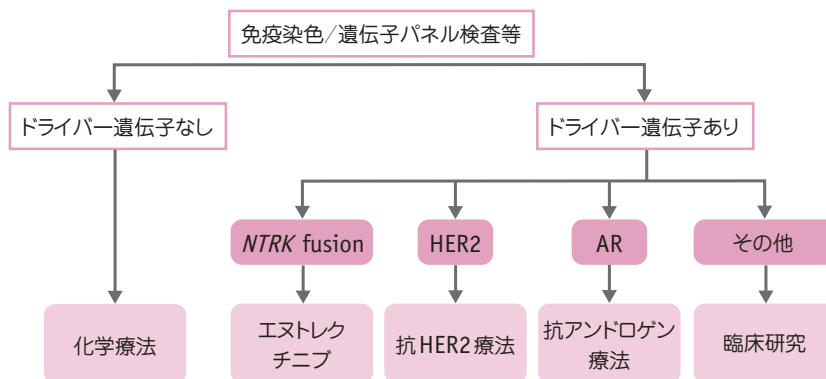 免疫染色/遺伝子パネル検査等
ドライバー遺伝子なし
ドライバー遺伝子あり
NTRK fusion
HER2
AR
その他
化学療法
エヌトレク
チニブ
抗HER2療法
抗アンドロゲン
療法
臨床研究